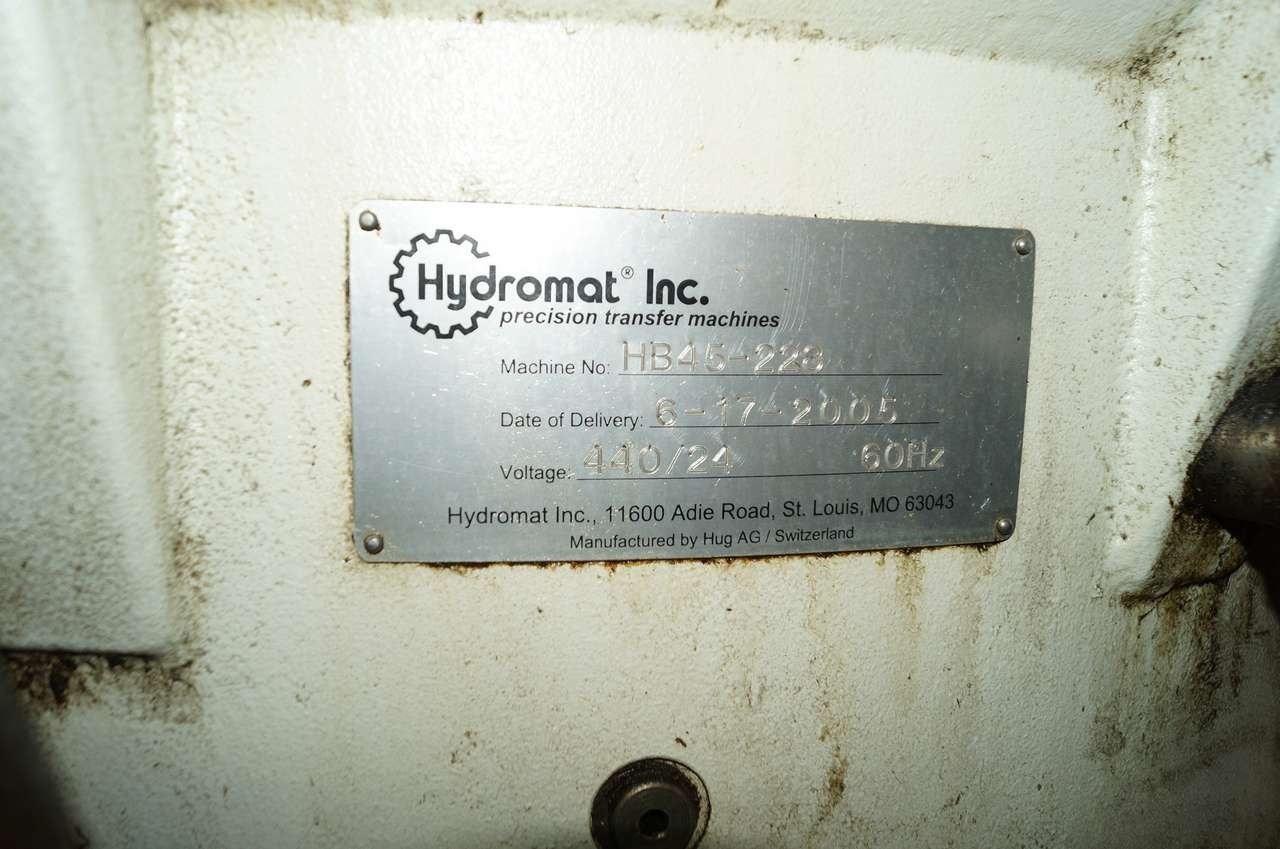 Hydromat® Inc.
precision transfer machines
Machine No: HB45-223
Date of Delivery: 6-17-2005
Voltage: 440/24 60Hz
Hydromat Inc., 11600 Adie Road, St. Louis, MO 63043
Manufactured by Hug AG / Switzerland